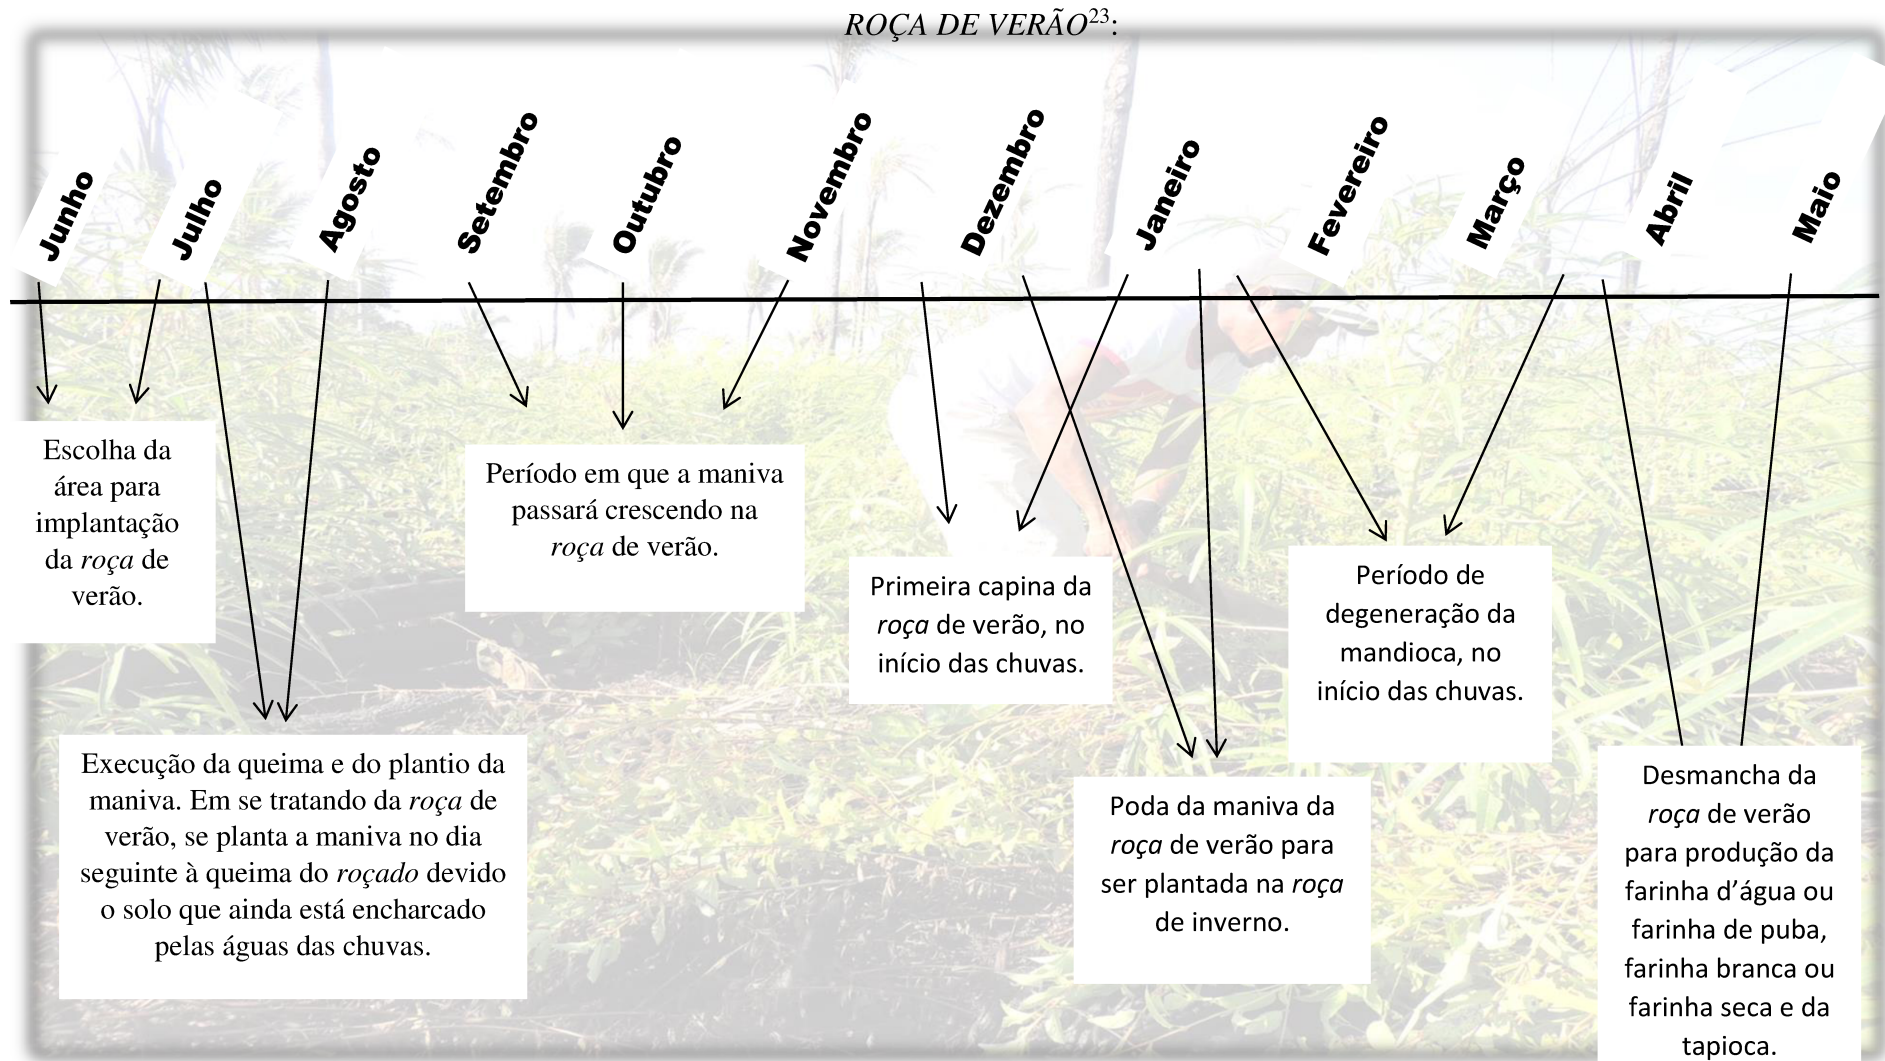 ROÇA DE VERÃO23:
Junho
Julho
Agosto
Setembro
Outubro
Novembro
Dezembro
Janeiro
Fevereiro
Março
Abril
Maio
Escolha da
área para
implantação
da roça de
verão.
Execução da queima e do plantio da
maniva. Em se tratando da roça de
verão, se planta a maniva no dia
seguinte à queima do roçado devido
o solo que ainda está encharcado
pelas águas das chuvas.
Período em que a maniva
passará crescendo na
roça de verão.
Primeira capina da
roça de verão, no
início das chuvas.
Poda da maniva da
roça de verão para
ser plantada na roça
de inverno.
Período de
degeneração da
mandioca, no
início das chuvas.
Desmancha da
roça de verão
para produção da
farinha d’água ou
farinha de puba,
farinha branca ou
farinha seca e da
tapioca.